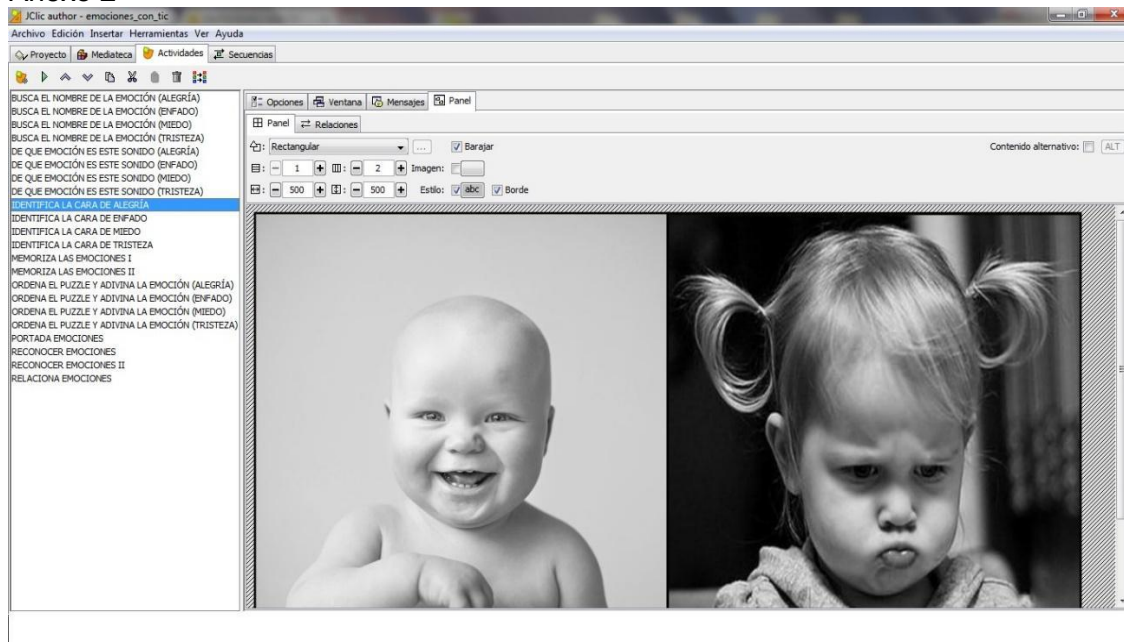 JClic author - emociones_con_tic
Archivo Edición Insertar Herramientas Ver Ayuda
Proyecto Mediateca Actividades Secuencias
BUSCA EL NOMBRE DE LA EMOCIÓN (ALEGRÍA)
BUSCA EL NOMBRE DE LA EMOCIÓN (ENFADO)
BUSCA EL NOMBRE DE LA EMOCIÓN (MIEDO)
BUSCA EL NOMBRE DE LA EMOCIÓN (TRISTEZA)
DE QUE EMOCIÓN ES ESTE SONIDO (ALEGRÍA)
DE QUE EMOCIÓN ES ESTE SONIDO (ENFADO)
DE QUE EMOCIÓN ES ESTE SONIDO (MIEDO)
DE QUE EMOCIÓN ES ESTE SONIDO (TRISTEZA)
IDENTIFICA LA CARA DE ALEGRÍA
IDENTIFICA LA CARA DE ENFADO
IDENTIFICA LA CARA DE MIEDO
IDENTIFICA LA CARA DE TRISTEZA
MEMORIZA LAS EMOCIONES I
MEMORIZA LAS EMOCIONES II
ORDENA EL PUZZLE Y ADIVINA LA EMOCIÓN (ALEGRÍA)
ORDENA EL PUZZLE Y ADIVINA LA EMOCIÓN (ENFADO)
ORDENA EL PUZZLE Y ADIVINA LA EMOCIÓN (MIEDO)
ORDENA EL PUZZLE Y ADIVINA LA EMOCIÓN (TRISTEZA)
PORTADA EMOCIONES
RECONOCER EMOCIONES
RECONOCER EMOCIONES II
RELACIONA EMOCIONES
Opciones Ventana Mensajes Panel
Panel Relaciones
Rectangular ... Barajar Contenido alternativo: ALT
1 2 Imagen:
500 500 Estilo: abc Borde